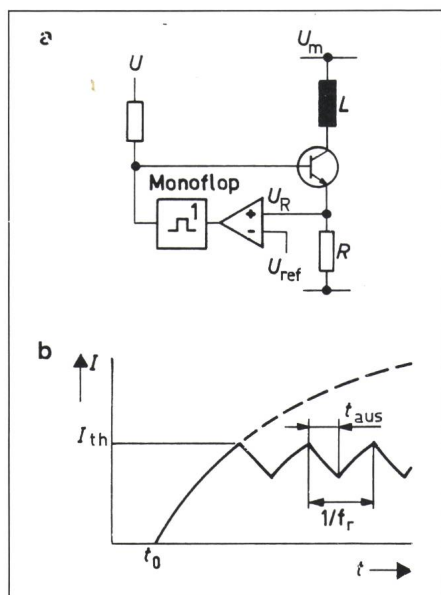 a
U_m
U
L
Monoflop
1
U_R
+
-
U_ref
R
b
I
t_aus
I_th
1/f_r
t_0
t